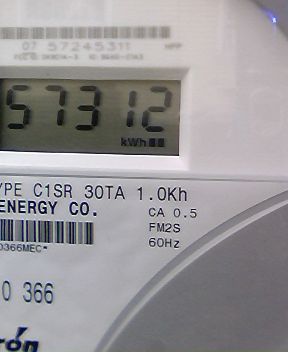 07 57245311
57312
kWh
YPE C1SR 30TA 1.0Kh
ENERGY CO.
CA 0.5
FM2S
60Hz
0366MEC*
0 366
rón